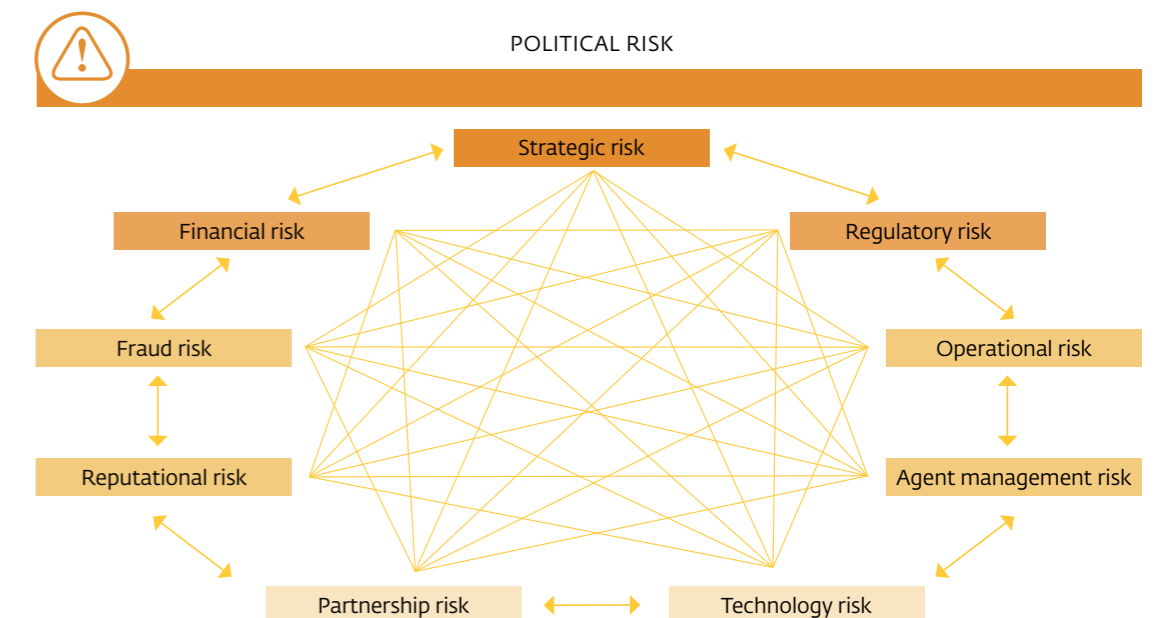 POLITICAL RISK
Strategic risk
Financial risk
Regulatory risk
Fraud risk
Operational risk
Reputational risk
Agent management risk
Partnership risk
Technology risk